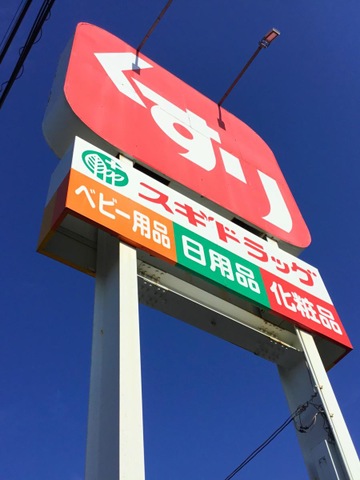 くすり
スギドラッグ
ベビー用品
日用品
化粧品